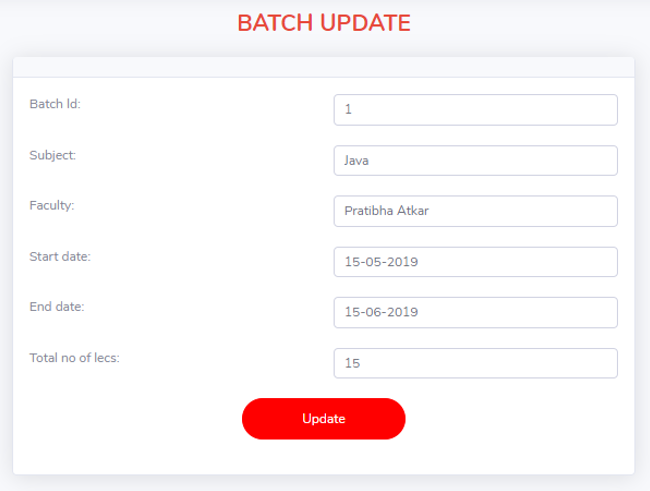 BATCH UPDATE
Batch Id: 1
Subject: Java
Faculty: Pratibha Atkar
Start date: 15-05-2019
End date: 15-06-2019
Total no of lecs: 15
Update